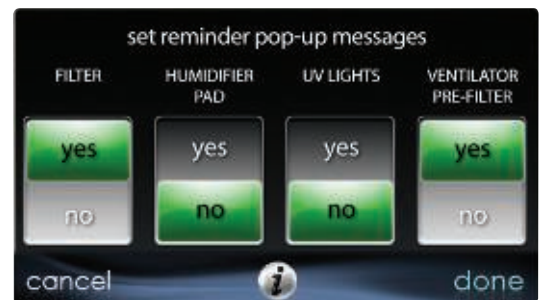 set reminder pop-up messages
FILTER HUMIDIFIER PAD UV LIGHTS VENTILATOR PRE-FILTER
yes yes yes yes
no no no no
cancel i done